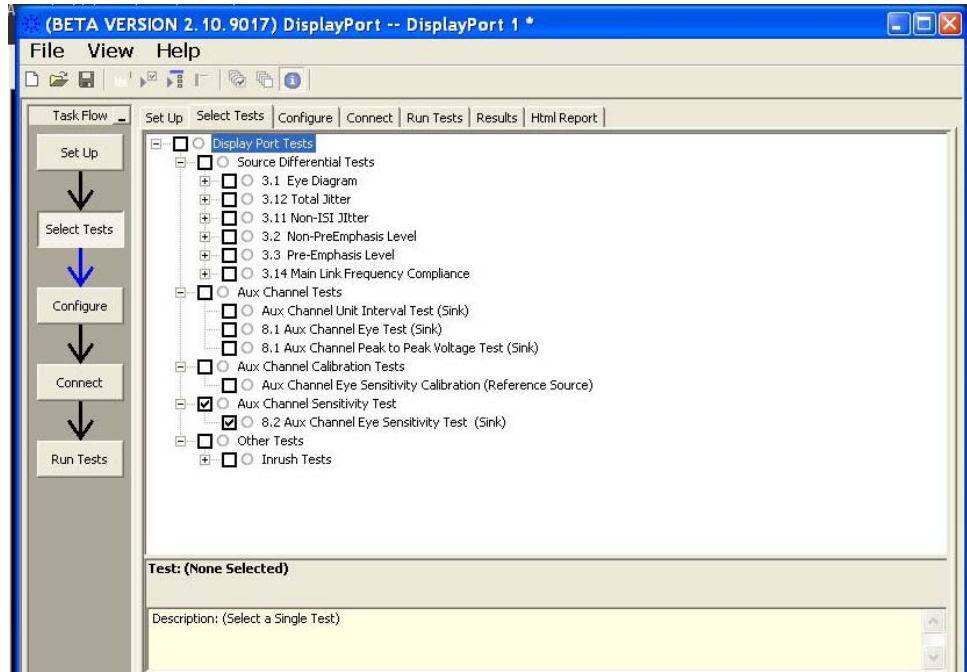 (BETA VERSION 2.10.9017) DisplayPort -- DisplayPort 1 *
File View Help
Task Flow
Set Up
Select Tests
Configure
Connect
Run Tests
Set Up Select Tests Configure Connect Run Tests Results Html Report
Display Port Tests
Source Differential Tests
3.1 Eye Diagram
3.12 Total Jitter
3.11 Non-ISI JItter
3.2 Non-PreEmphasis Level
3.3 Pre-Emphasis Level
3.14 Main Link Frequency Compliance
Aux Channel Tests
Aux Channel Unit Interval Test (Sink)
8.1 Aux Channel Eye Test (Sink)
8.1 Aux Channel Peak to Peak Voltage Test (Sink)
Aux Channel Calibration Tests
Aux Channel Eye Sensitivity Calibration (Reference Source)
Aux Channel Sensitivity Test
8.2 Aux Channel Eye Sensitivity Test (Sink)
Other Tests
Inrush Tests
Test: (None Selected)
Description: (Select a Single Test)